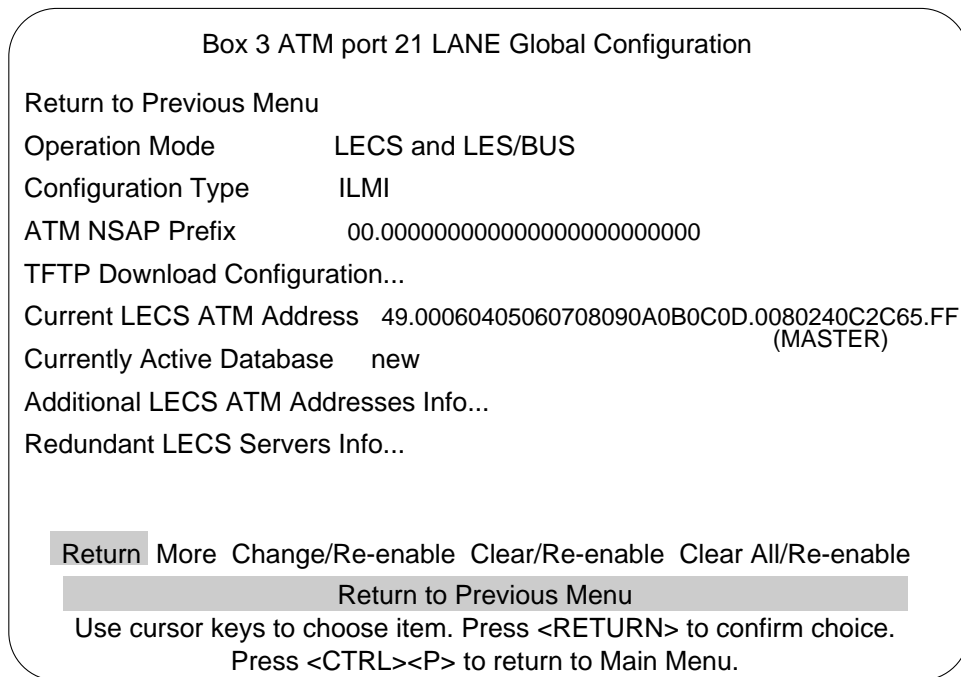 Box 3 ATM port 21 LANE Global Configuration
Return to Previous Menu
Operation Mode LECS and LES/BUS
Configuration Type ILMI
ATM NSAP Prefix 00.000000000000000000000000
TFTP Download Configuration...
Current LECS ATM Address 49.00060405060708090A0B0C0D.0080240C2C65.FF
(MASTER)
Currently Active Database new
Additional LECS ATM Addresses Info...
Redundant LECS Servers Info...
Return More Change/Re-enable Clear/Re-enable Clear All/Re-enable
Return to Previous Menu
Use cursor keys to choose item. Press <RETURN> to confirm choice.
Press <CTRL><P> to return to Main Menu.